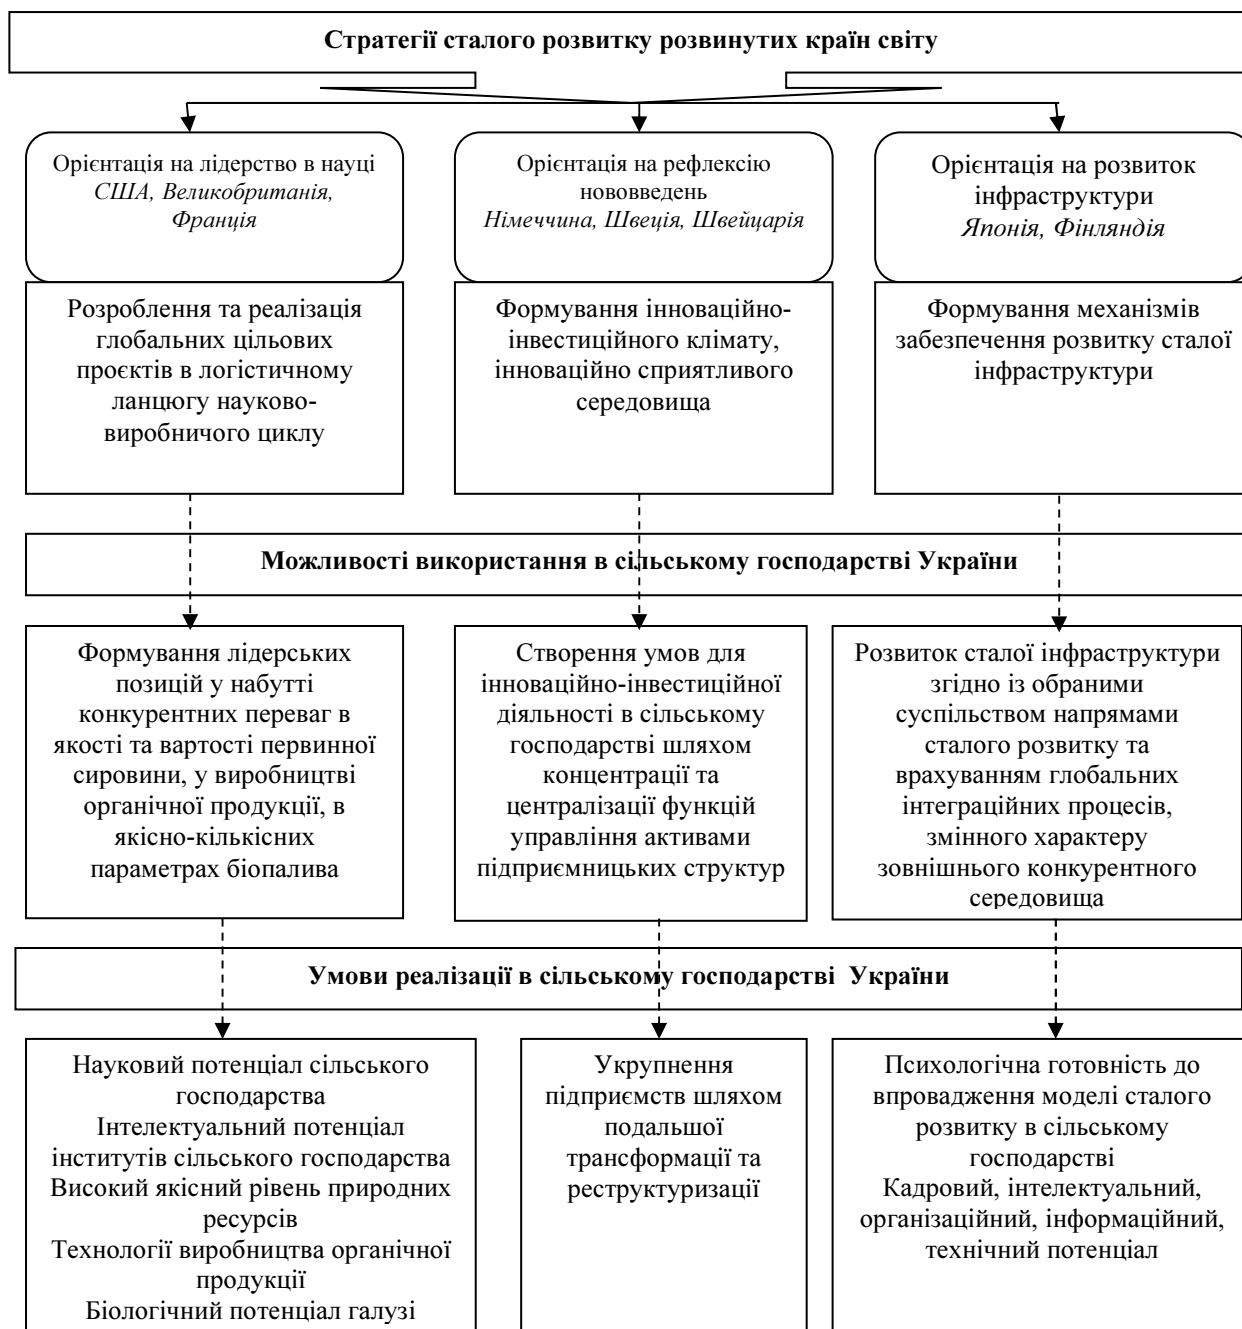 Стратегії сталого розвитку розвинутих країн світу
Орієнтація на лідерство в науці
США, Великобританія,
Франція
Орієнтація на рефлексію
нововведень
Німеччина, Швеція, Швейцарія
Орієнтація на розвиток
інфраструктури
Японія, Фінляндія
Розроблення та реалізація
глобальних цільових
проєктів в логістичному
ланцюгу науково-
виробничого циклу
Формування інноваційно-
інвестиційного клімату,
інноваційно сприятливого
середовища
Формування механізмів
забезпечення розвитку сталої
інфраструктури
Можливості використання в сільському господарстві України
Формування лідерських
позицій у набутті
конкурентних переваг в
якості та вартості первинної
сировини, у виробництві
органічної продукції, в
якісно-кількісних
параметрах біопалива
Створення умов для
інноваційно-інвестиційної
діяльності в сільському
господарстві шляхом
концентрації та
централізації функцій
управління активами
підприємницьких структур
Розвиток сталої інфраструктури
згідно із обраними
суспільством напрямами
сталого розвитку та
врахуванням глобальних
інтеграційних процесів,
змінного характеру
зовнішнього конкурентного
середовища
Умови реалізації в сільському господарстві України
Науковий потенціал сільського
господарства
Інтелектуальний потенціал
інститутів сільського господарства
Високий якісний рівень природних
ресурсів
Технології виробництва органічної
продукції
Біологічний потенціал галузі
Укрупнення
підприємств шляхом
подальшої
трансформації та
реструктуризації
Психологічна готовність до
впровадження моделі сталого
розвитку в сільському
господарстві
Кадровий, інтелектуальний,
організаційний, інформаційний,
технічний потенціал